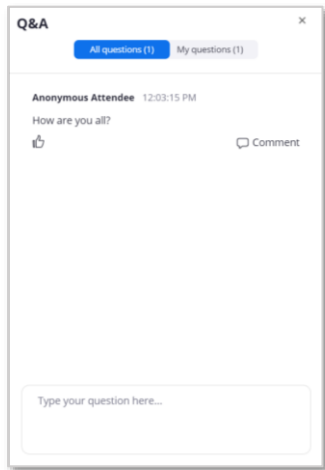 Q&A
All questions (1) My questions (1)
Anonymous Attendee 12:03:15 PM
How are you all?
Comment
Type your question here...